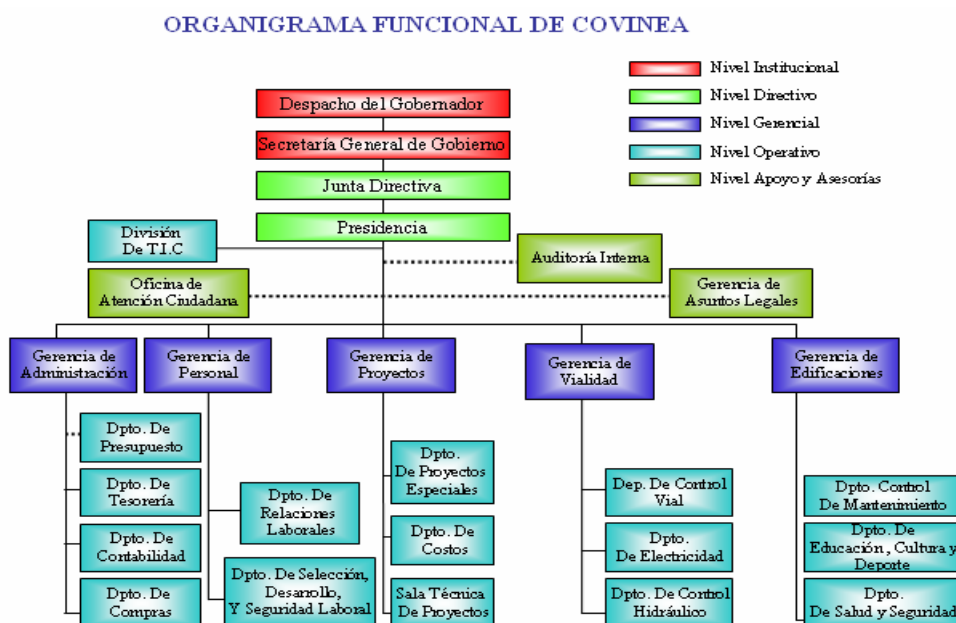 ORGANIGRAMA FUNCIONAL DE COVINEA
Nivel Institucional
Nivel Directivo
Nivel Gerencial
Nivel Operativo
Nivel Apoyo y Asesorías
Despacho del Gobernador
Secretaría General de Gobierno
Junta Directiva
Presidencia
División
De T.I.C
Auditoría Interna
Oficina de
Atención Ciudadana
Gerencia de
Asuntos Legales
Gerencia de
Administración
Gerencia de
Personal
Gerencia de
Proyectos
Gerencia de
Vialidad
Gerencia de
Edificaciones
Dpto. De
Presupuesto
Dpto. De
Tesorería
Dpto. De
Contabilidad
Dpto. De
Compras
Dpto. De
Relaciones
Laborales
Dpto. De Selección,
Desarrollo,
Y Seguridad Laboral
Dpto.
De Proyectos
Especiales
Dpto. De
Costos
Sala Técnica
De Proyectos
Dep. De Control
Vial
Dpto.
De Electricidad
Dpto. De Control
Hidráulico
Dpto. Control
De Mantenimiento
Dpto. De
Educación , Cultura y
Deporte
Dpto.
De Salud y Seguridad